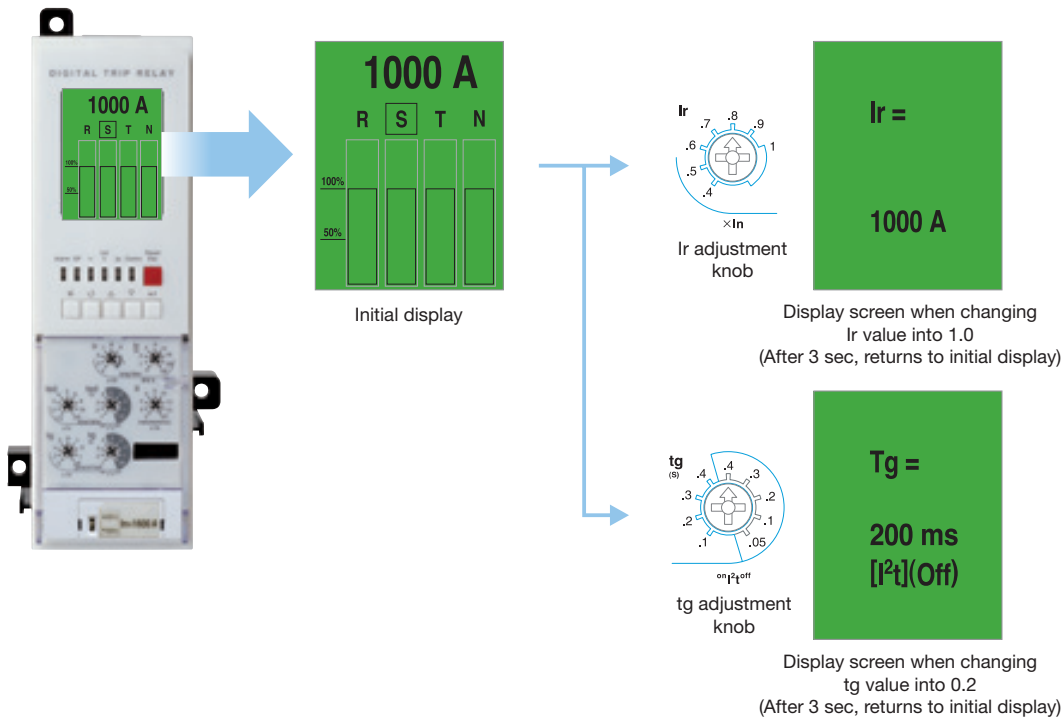 DIGITAL TRIP RELAY
1000 A
R S T N
100%
50%
1000 A
R S T N
100%
50%
Initial display
Ir
.4 .5 .6 .7 .8 .9 1
×In
Ir adjustment
knob
Ir =
1000 A
Display screen when changing
Ir value into 1.0
(After 3 sec, returns to initial display)
tg
(S)
.1 .2 .3 .4 .4 .3 .2 .1 .05
on I²t off
tg adjustment
knob
Tg =
200 ms
[I²t](Off)
Display screen when changing
tg value into 0.2
(After 3 sec, returns to initial display)